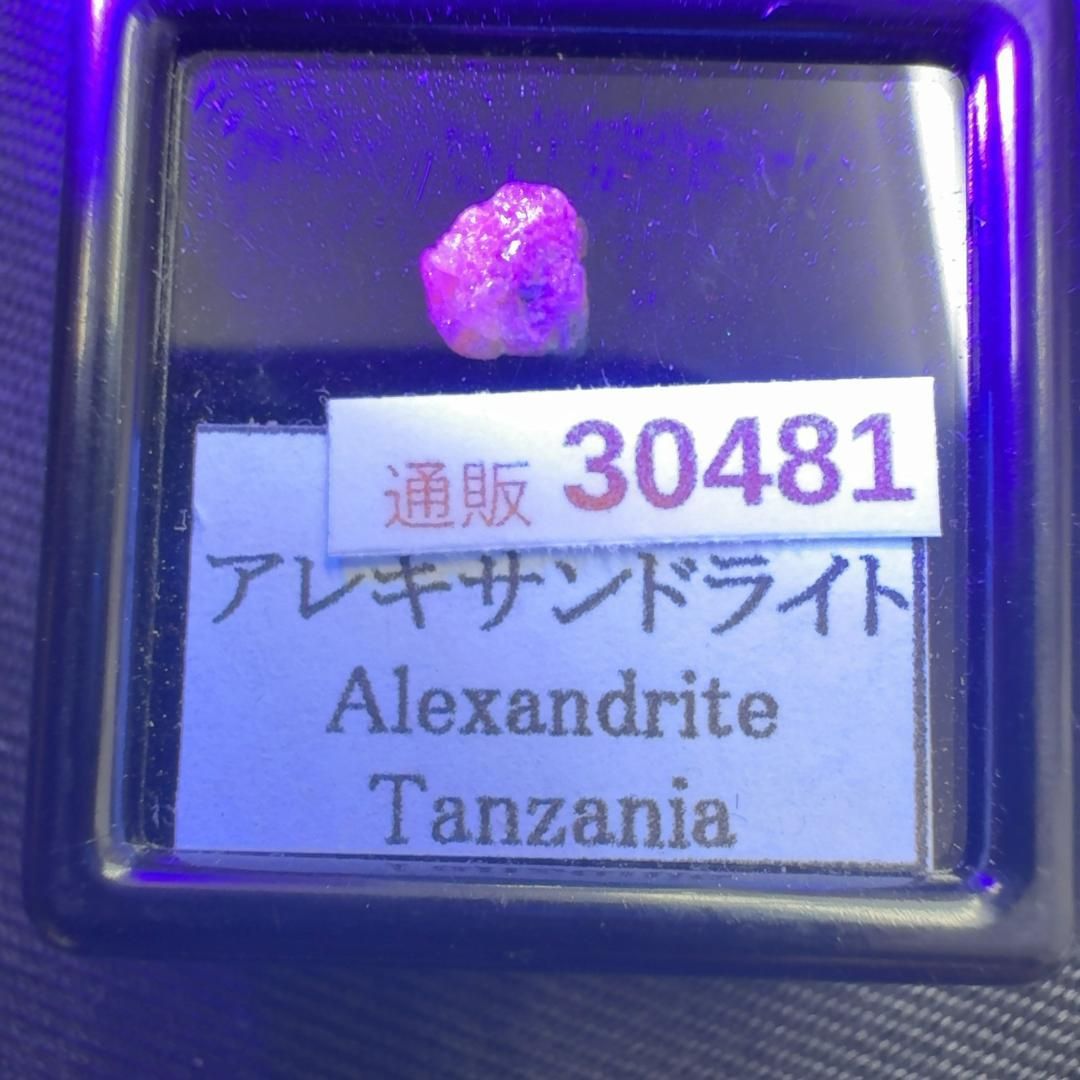 通販 30481
アレキサンドライト
Alexandrite
Tanzania